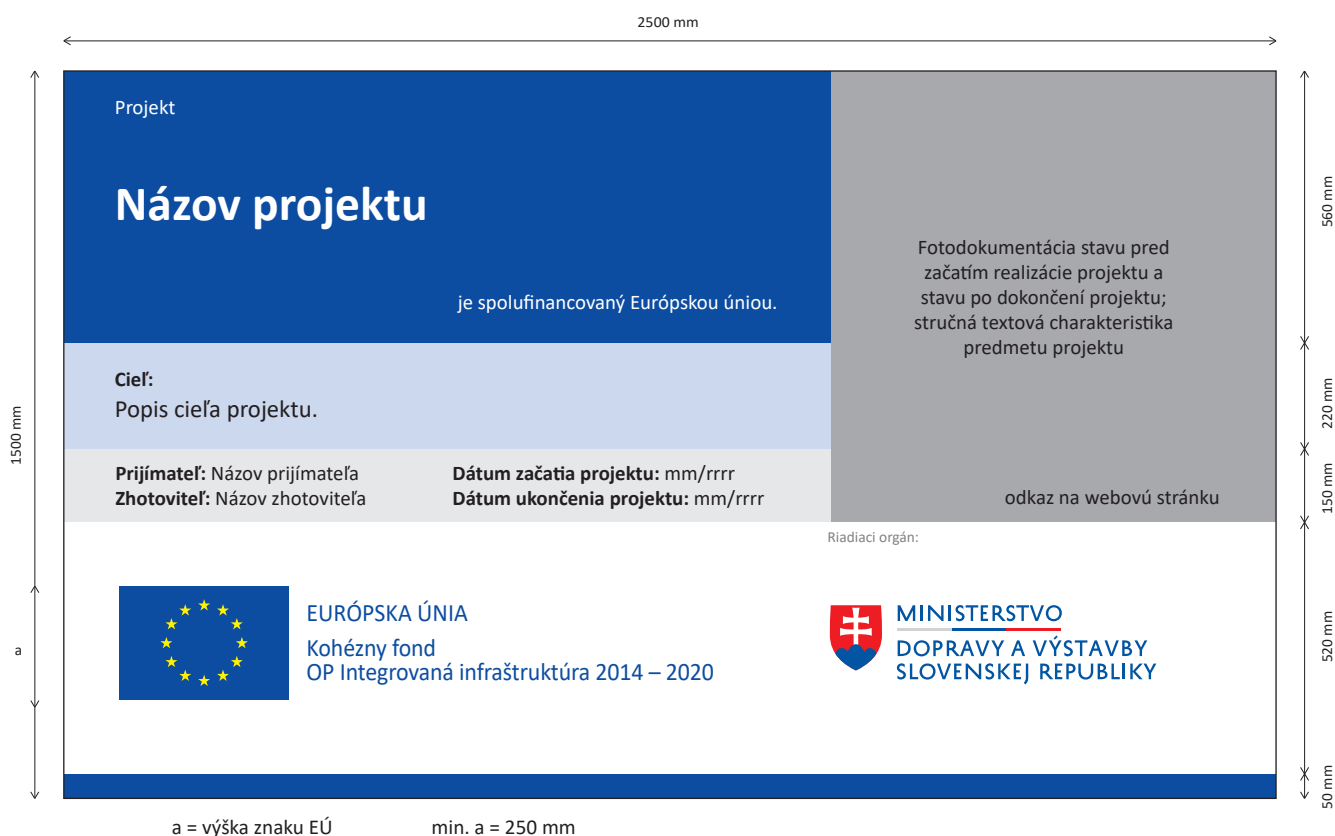 2500 mm
Projekt
Názov projektu
je spolufinancovaný Európskou úniou.
Fotodokumentácia stavu pred
začatím realizácie projektu a
stavu po dokončení projektu;
stručná textová charakteristika
predmetu projektu
560 mm
Cieľ:
Popis cieľa projektu.
220 mm
1500 mm
Prijímateľ: Názov prijímateľa
Zhotoviteľ: Názov zhotoviteľa
Dátum začatia projektu: mm/rrrr
Dátum ukončenia projektu: mm/rrrr
odkaz na webovú stránku
150 mm
Riadiaci orgán:
a
EURÓPSKA ÚNIA
Kohézny fond
OP Integrovaná infraštruktúra 2014 – 2020
MINISTERSTVO
DOPRAVY A VÝSTAVBY
SLOVENSKEJ REPUBLIKY
520 mm
50 mm
a = výška znaku EÚ
min. a = 250 mm